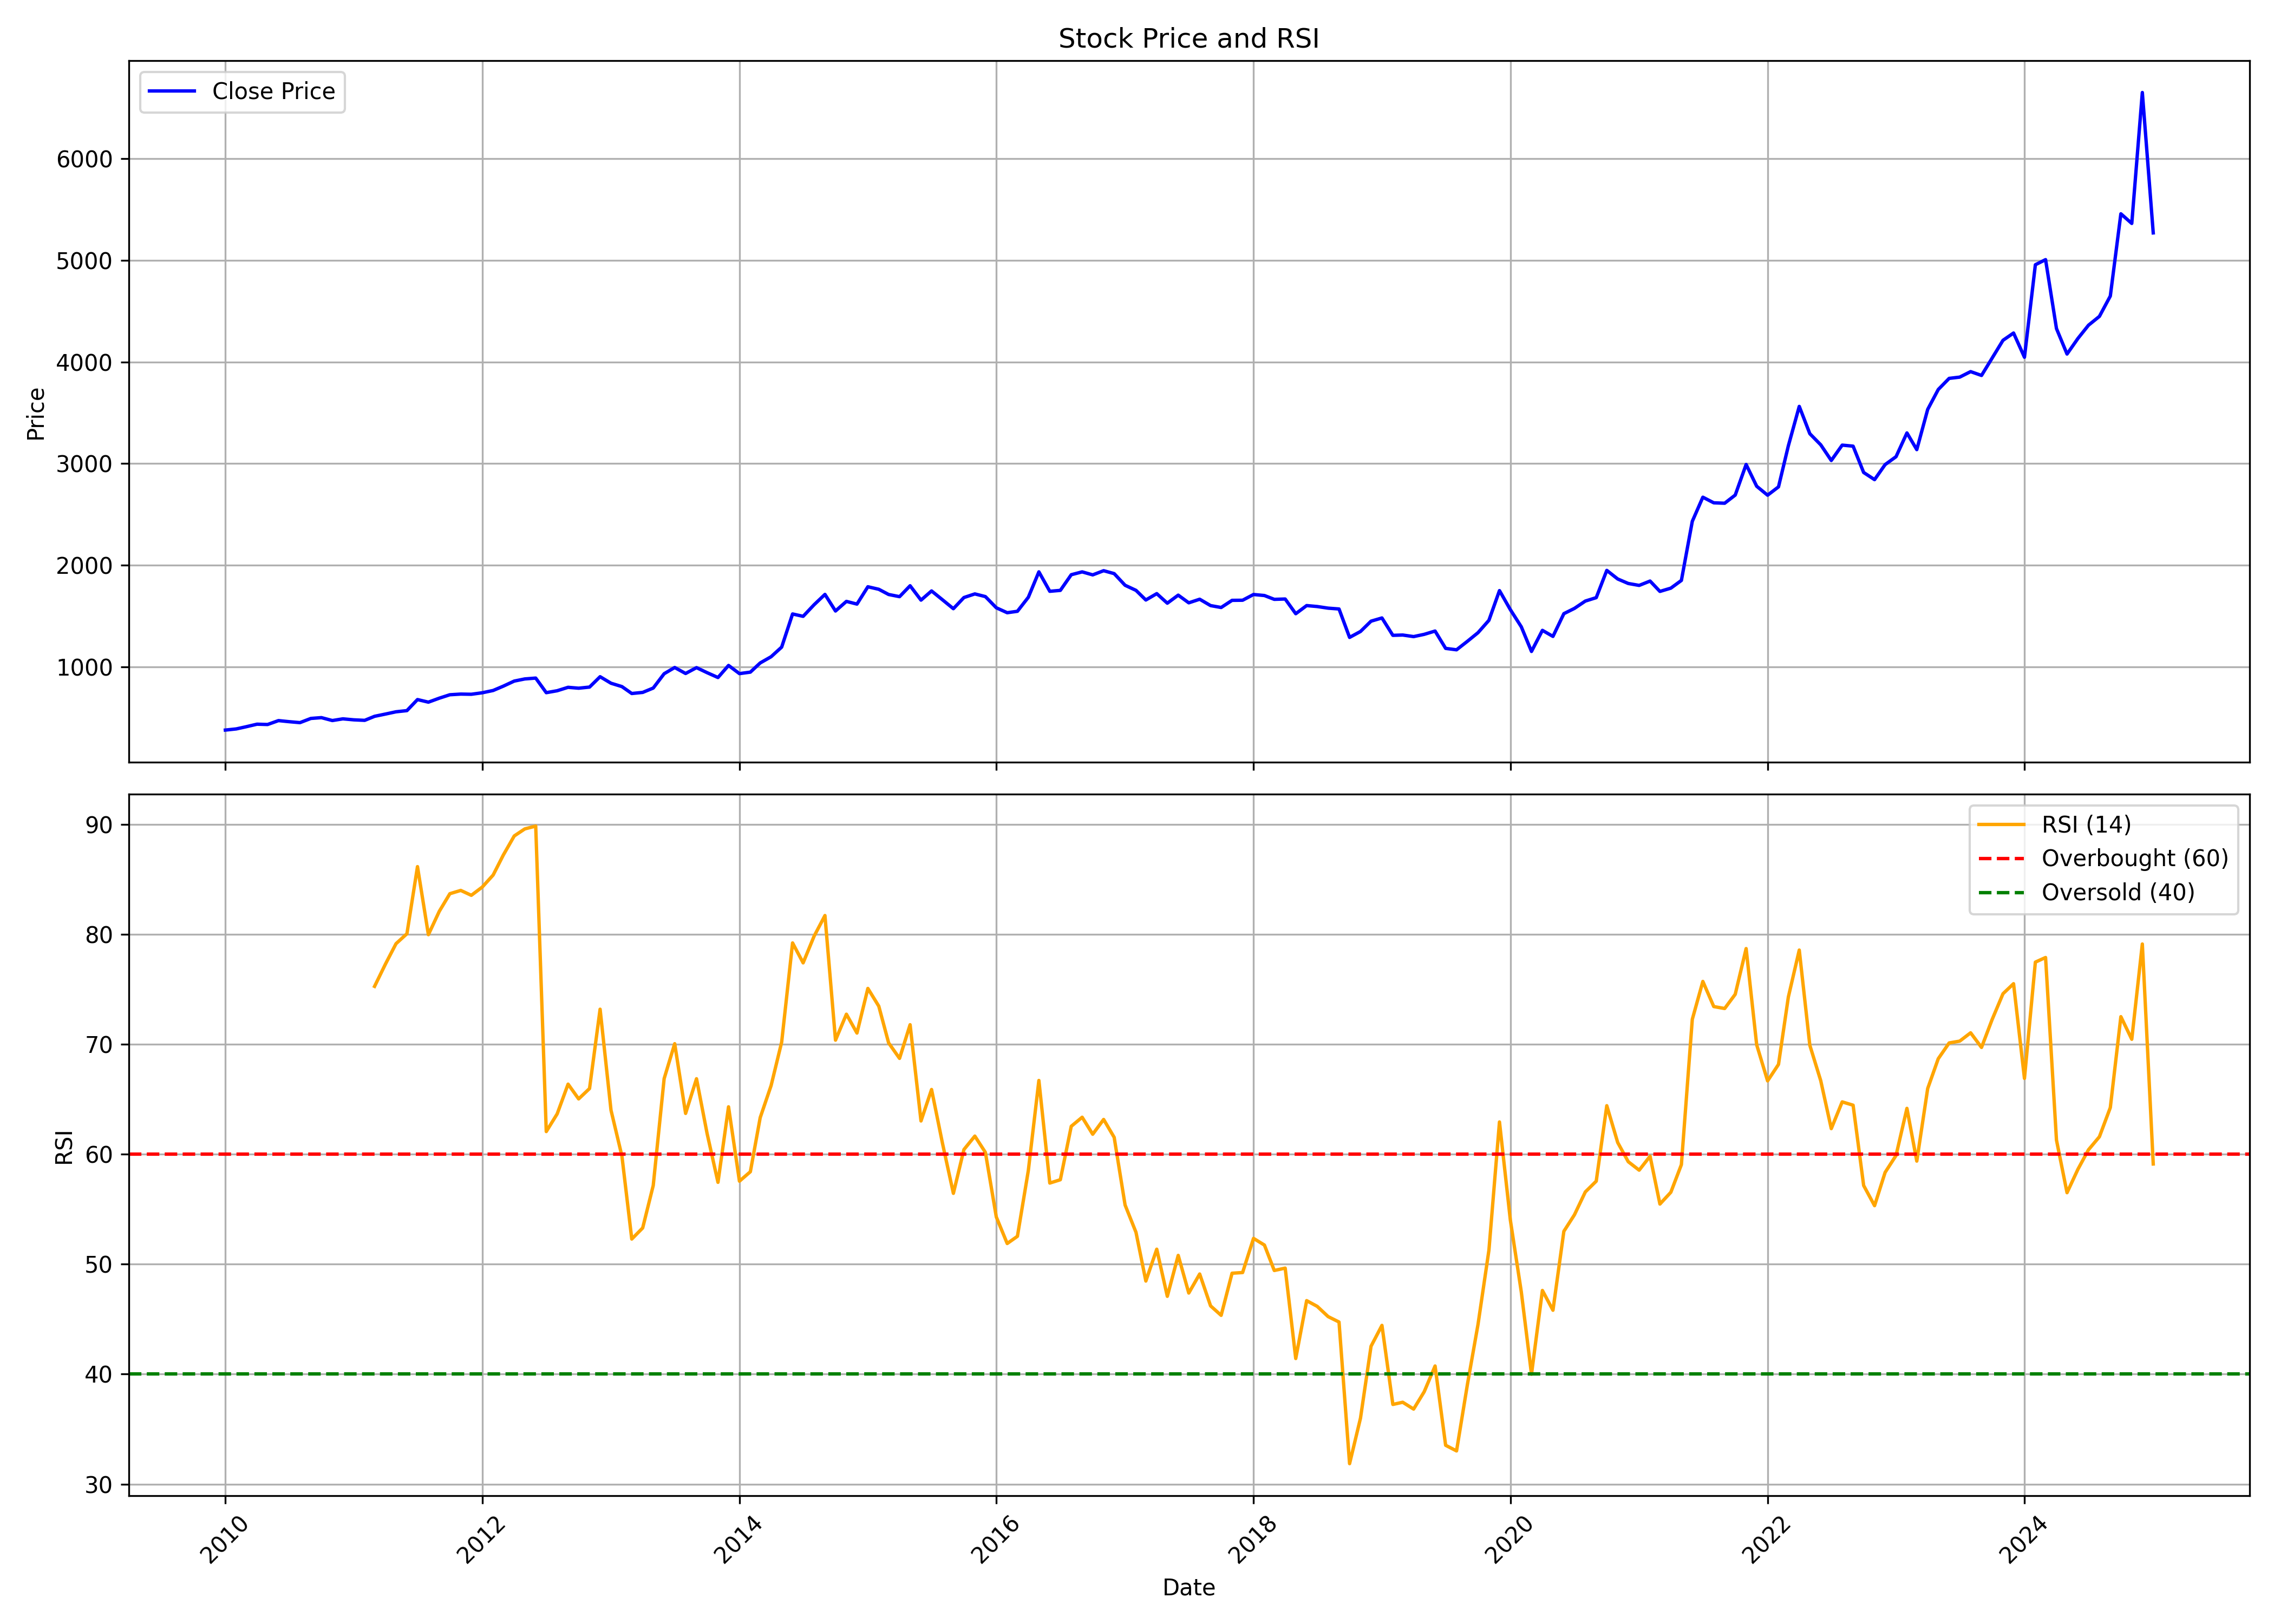 Stock Price and RSI
Close Price
6000
5000
4000
3000
2000
1000
Price
90
80
70
60
50
40
30
RSI
RSI (14)
Overbought (60)
Oversold (40)
2010
2012
2014
2016
2018
2020
2022
2024
Date